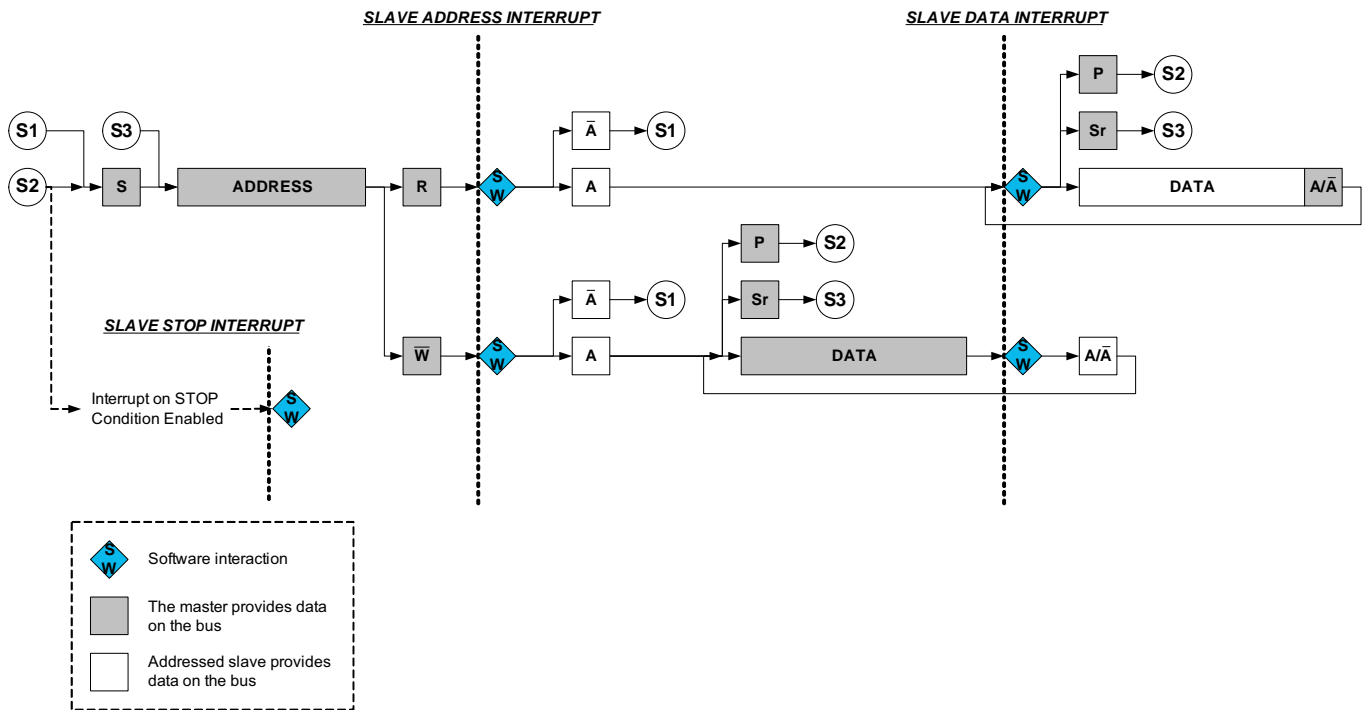 SLAVE ADDRESS INTERRUPT
SLAVE DATA INTERRUPT
P
S2
S1
S3
A̅
S1
Sr
S3
S2
S
ADDRESS
R
S
W
A
S
W
DATA
A/A̅
P
S2
A̅
S1
Sr
S3
SLAVE STOP INTERRUPT
W̅
S
W
A
DATA
S
W
A/A̅
Interrupt on STOP
Condition Enabled
S
W
S
W
Software interaction
The master provides data
on the bus
Addressed slave provides
data on the bus